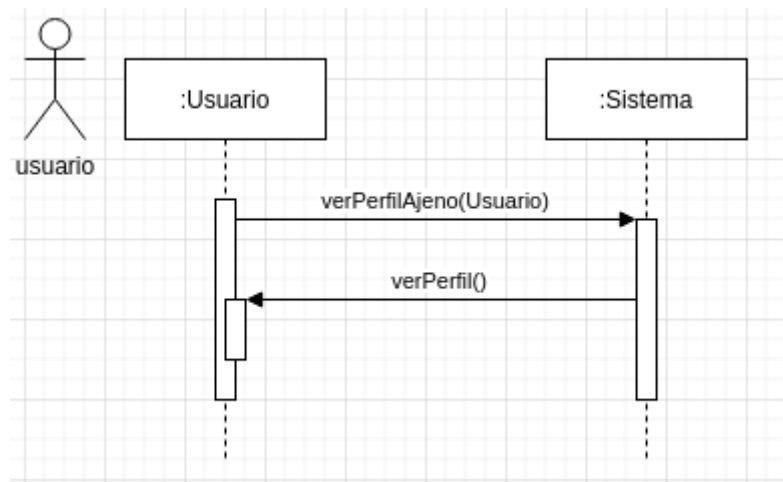 :Usuario
:Sistema
usuario
verPerfilAjeno(Usuario)
verPerfil()